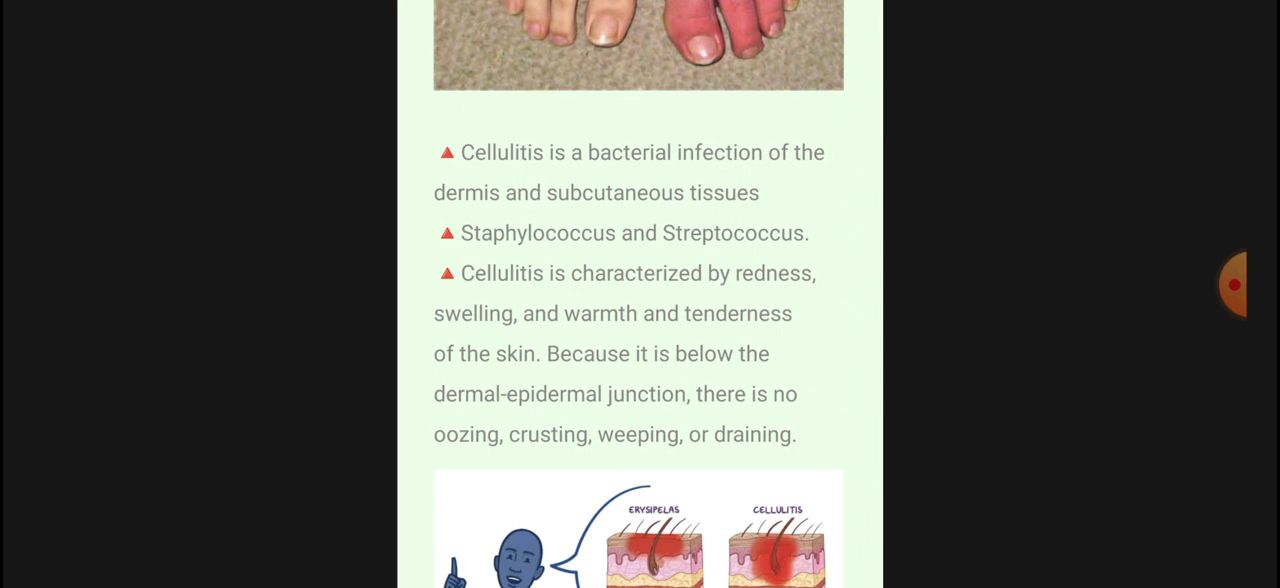 🔺Cellulitis is a bacterial infection of the
dermis and subcutaneous tissues
🔺Staphylococcus and Streptococcus.
🔺Cellulitis is characterized by redness,
swelling, and warmth and tenderness
of the skin. Because it is below the
dermal-epidermal junction, there is no
oozing, crusting, weeping, or draining.
ERYSIPELAS CELLULITIS